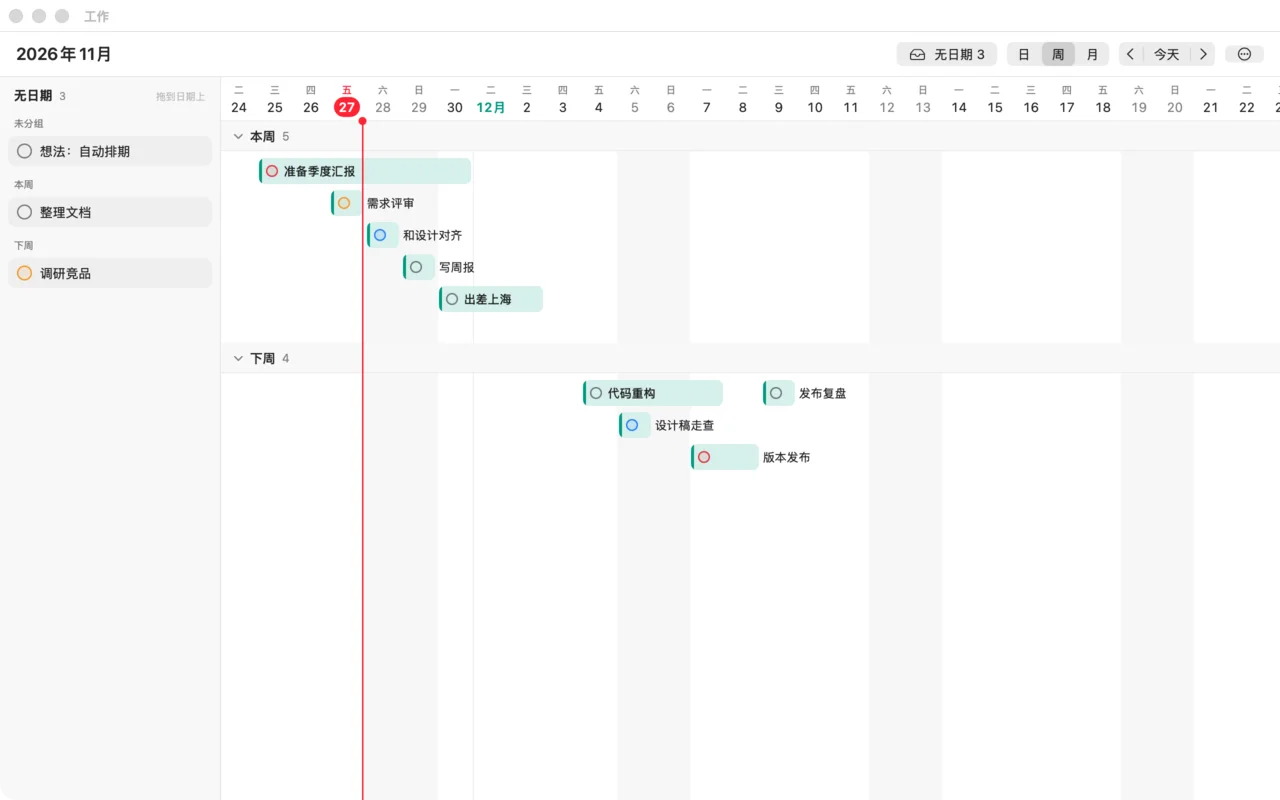 工作
2026年11月
无日期 3
日 周 月
今天
无日期 3 拖到日期上
未分组
想法：自动排期
本周
整理文档
下周
调研竞品
二 三 四 五 六 日 一 二 三 四 五 六 日 一 二 三 四 五 六 日 一 二 三 四 五 六 日 一 二
24 25 26 27 28 29 30 12月 2 3 4 5 6 7 8 9 10 11 12 13 14 15 16 17 18 19 20 21 22
本周 5
准备季度汇报
需求评审
和设计对齐
写周报
出差上海
下周 4
代码重构 发布复盘
设计稿走查
版本发布